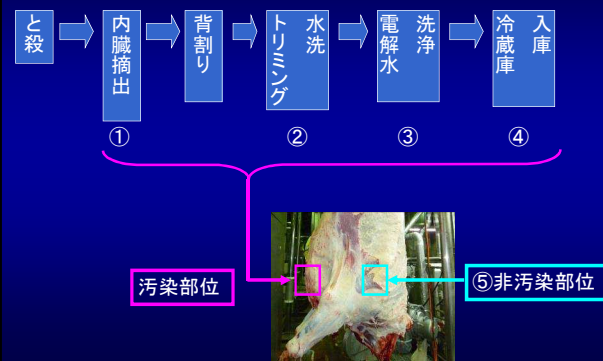 と殺
内臓摘出
背割り
水洗
トリミング
洗浄
電解水
入庫
冷蔵庫
①
②
③
④
汚染部位
⑤非汚染部位